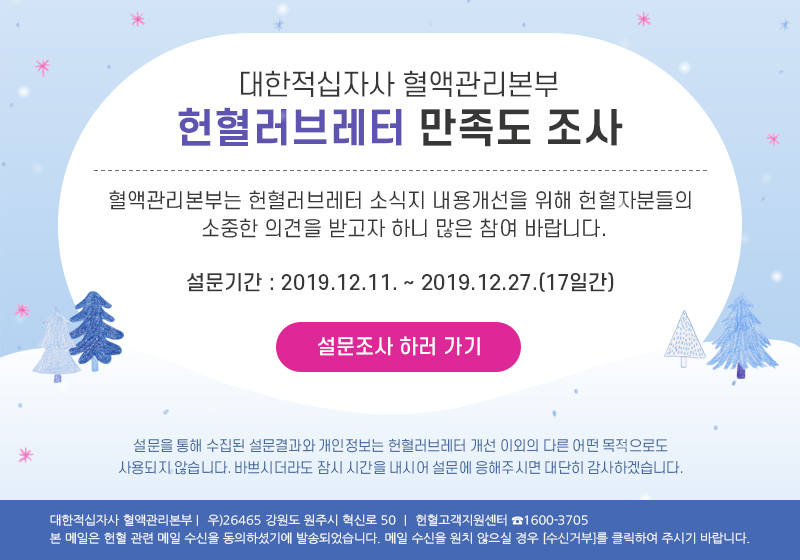 대한적십자사 혈액관리본부
헌혈러브레터 만족도 조사
혈액관리본부는 헌혈러브레터 소식지 내용개선을 위해 헌혈자분들의
소중한 의견을 받고자 하니 많은 참여 바랍니다.
설문기간 : 2019.12.11. ~ 2019.12.27.(17일간)
설문조사 하러 가기
설문을 통해 수집된 설문결과와 개인정보는 헌혈러브레터 개선 이외의 다른 어떤 목적으로도
사용되지 않습니다. 바쁘시더라도 잠시 시간을 내시어 설문에 응해주시면 대단히 감사하겠습니다.
대한적십자사 혈액관리본부 | 우)26465 강원도 원주시 혁신로 50 | 헌혈고객지원센터 ☎1600-3705
본 메일은 헌혈 관련 메일 수신을 동의하셨기에 발송되었습니다. 메일 수신을 원치 않으실 경우 [수신거부]를 클릭하여 주시기 바랍니다.